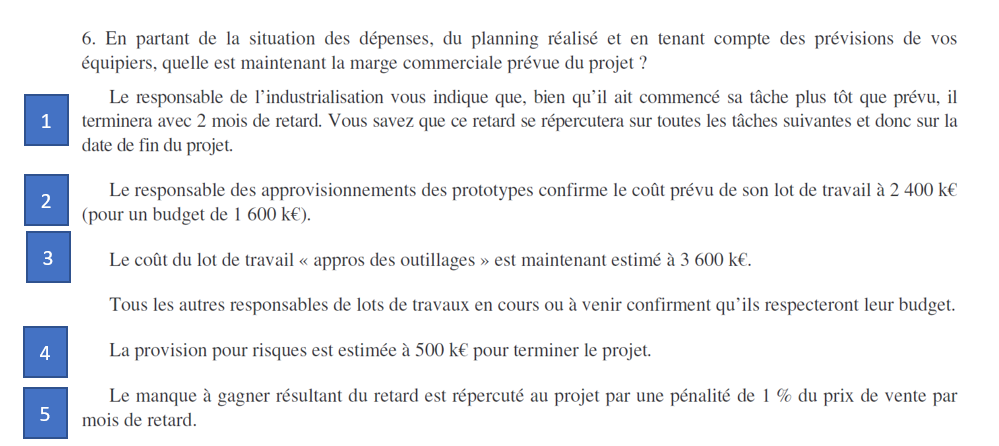 6. En partant de la situation des dépenses, du planning réalisé et en tenant compte des prévisions de vos
équipiers, quelle est maintenant la marge commerciale prévue du projet ?
Le responsable de l’industrialisation vous indique que, bien qu’il ait commencé sa tâche plus tôt que prévu, il
1 terminera avec 2 mois de retard. Vous savez que ce retard se répercutera sur toutes les tâches suivantes et donc sur la
date de fin du projet.
2 Le responsable des approvisionnements des prototypes confirme le coût prévu de son lot de travail à 2 400 k€
(pour un budget de 1 600 k€).
3 Le coût du lot de travail « appros des outillages » est maintenant estimé à 3 600 k€.
Tous les autres responsables de lots de travaux en cours ou à venir confirment qu’ils respecteront leur budget.
4 La provision pour risques est estimée à 500 k€ pour terminer le projet.
5 Le manque à gagner résultant du retard est répercuté au projet par une pénalité de 1 % du prix de vente par
mois de retard.